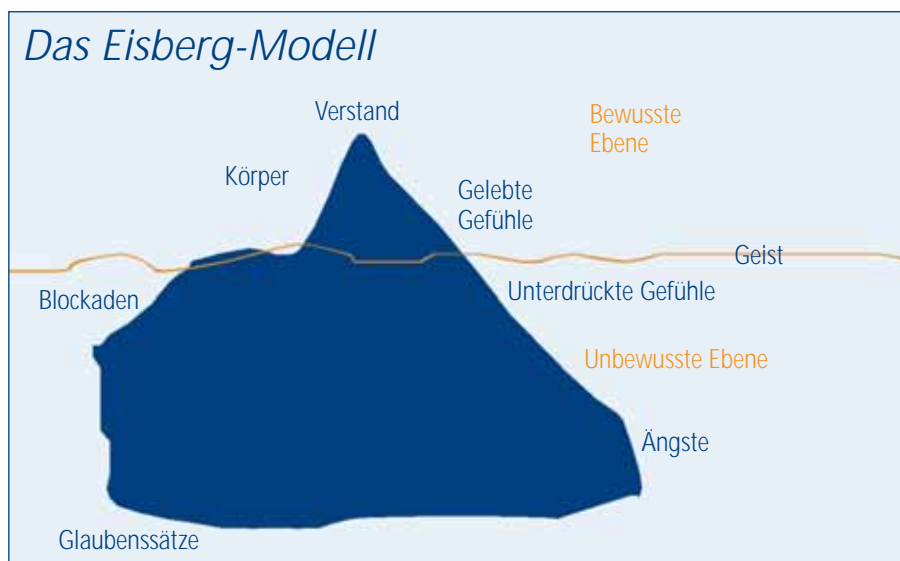 Das Eisberg-Modell
Verstand
Bewusste
Ebene
Körper
Gelebte
Gefühle
Geist
Blockaden
Unterdrückte Gefühle
Unbewusste Ebene
Ängste
Glaubenssätze